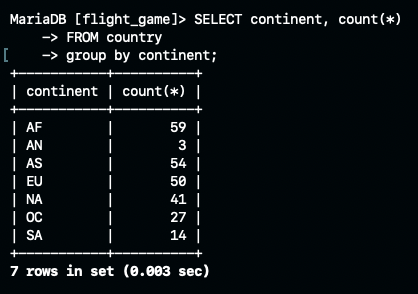 MariaDB [flight_game]> SELECT continent, count(*)
    -> FROM country
[    -> group by continent;
+-----------+----------+
| continent | count(*) |
+-----------+----------+
| AF        |       59 |
| AN        |        3 |
| AS        |       54 |
| EU        |       50 |
| NA        |       41 |
| OC        |       27 |
| SA        |       14 |
+-----------+----------+
7 rows in set (0.003 sec)